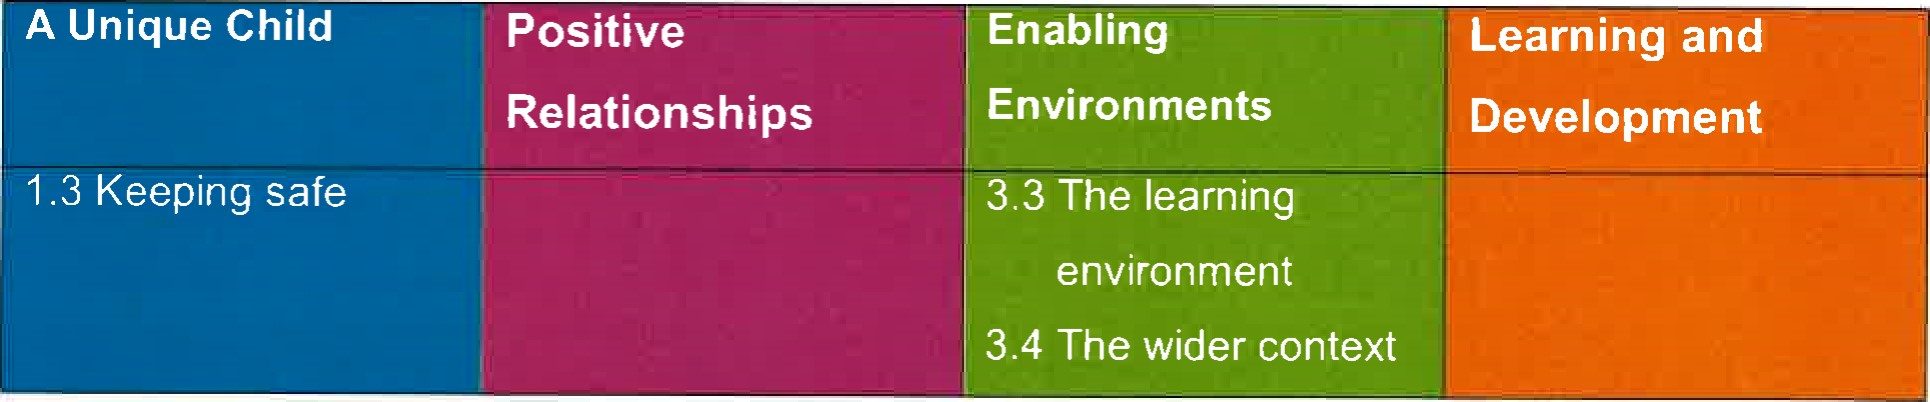 A Unique Child
Positive
Relationships
Enabling
Environments
Learning and
Development
1.3 Keeping safe
3.3 The learning
environment
3.4 The wider context